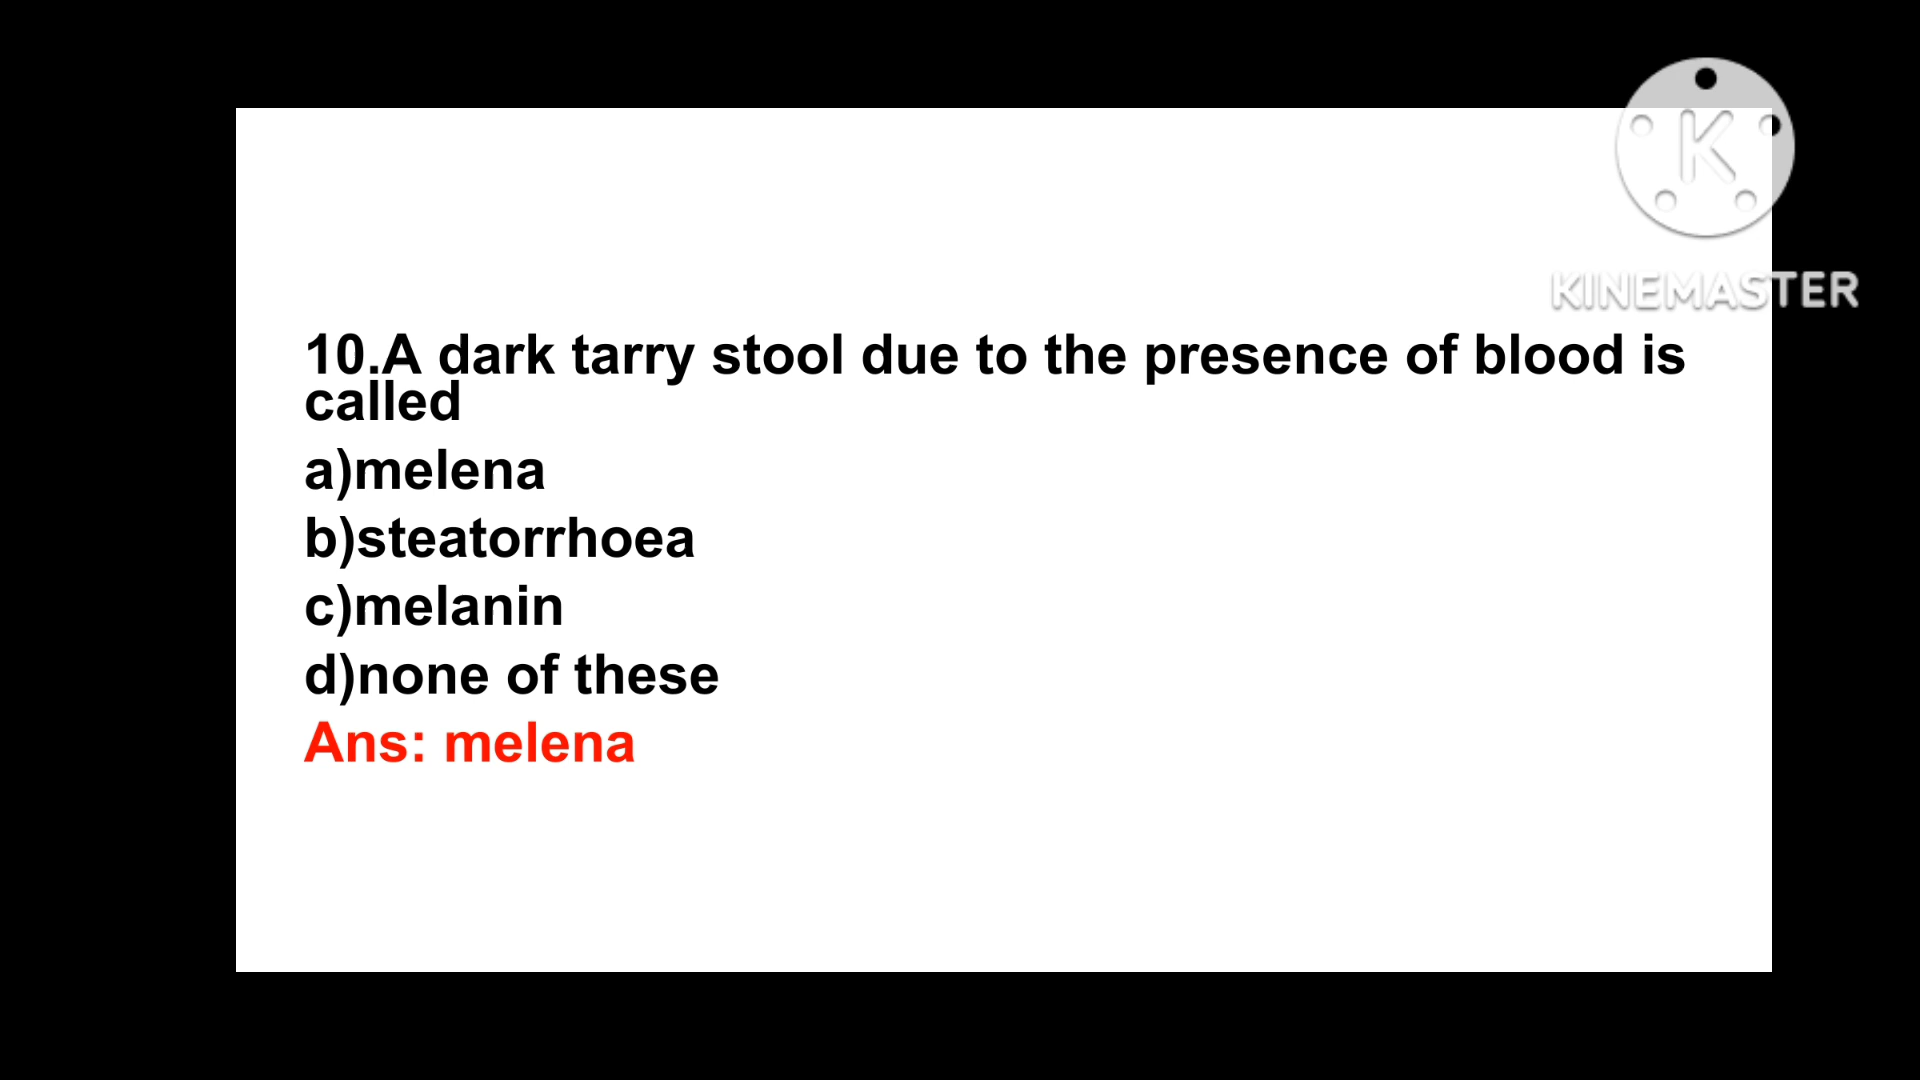 K
KINEMASTER
10.A dark tarry stool due to the presence of blood is
called
a)melena
b)steatorrhoea
c)melanin
d)none of these
Ans: melena